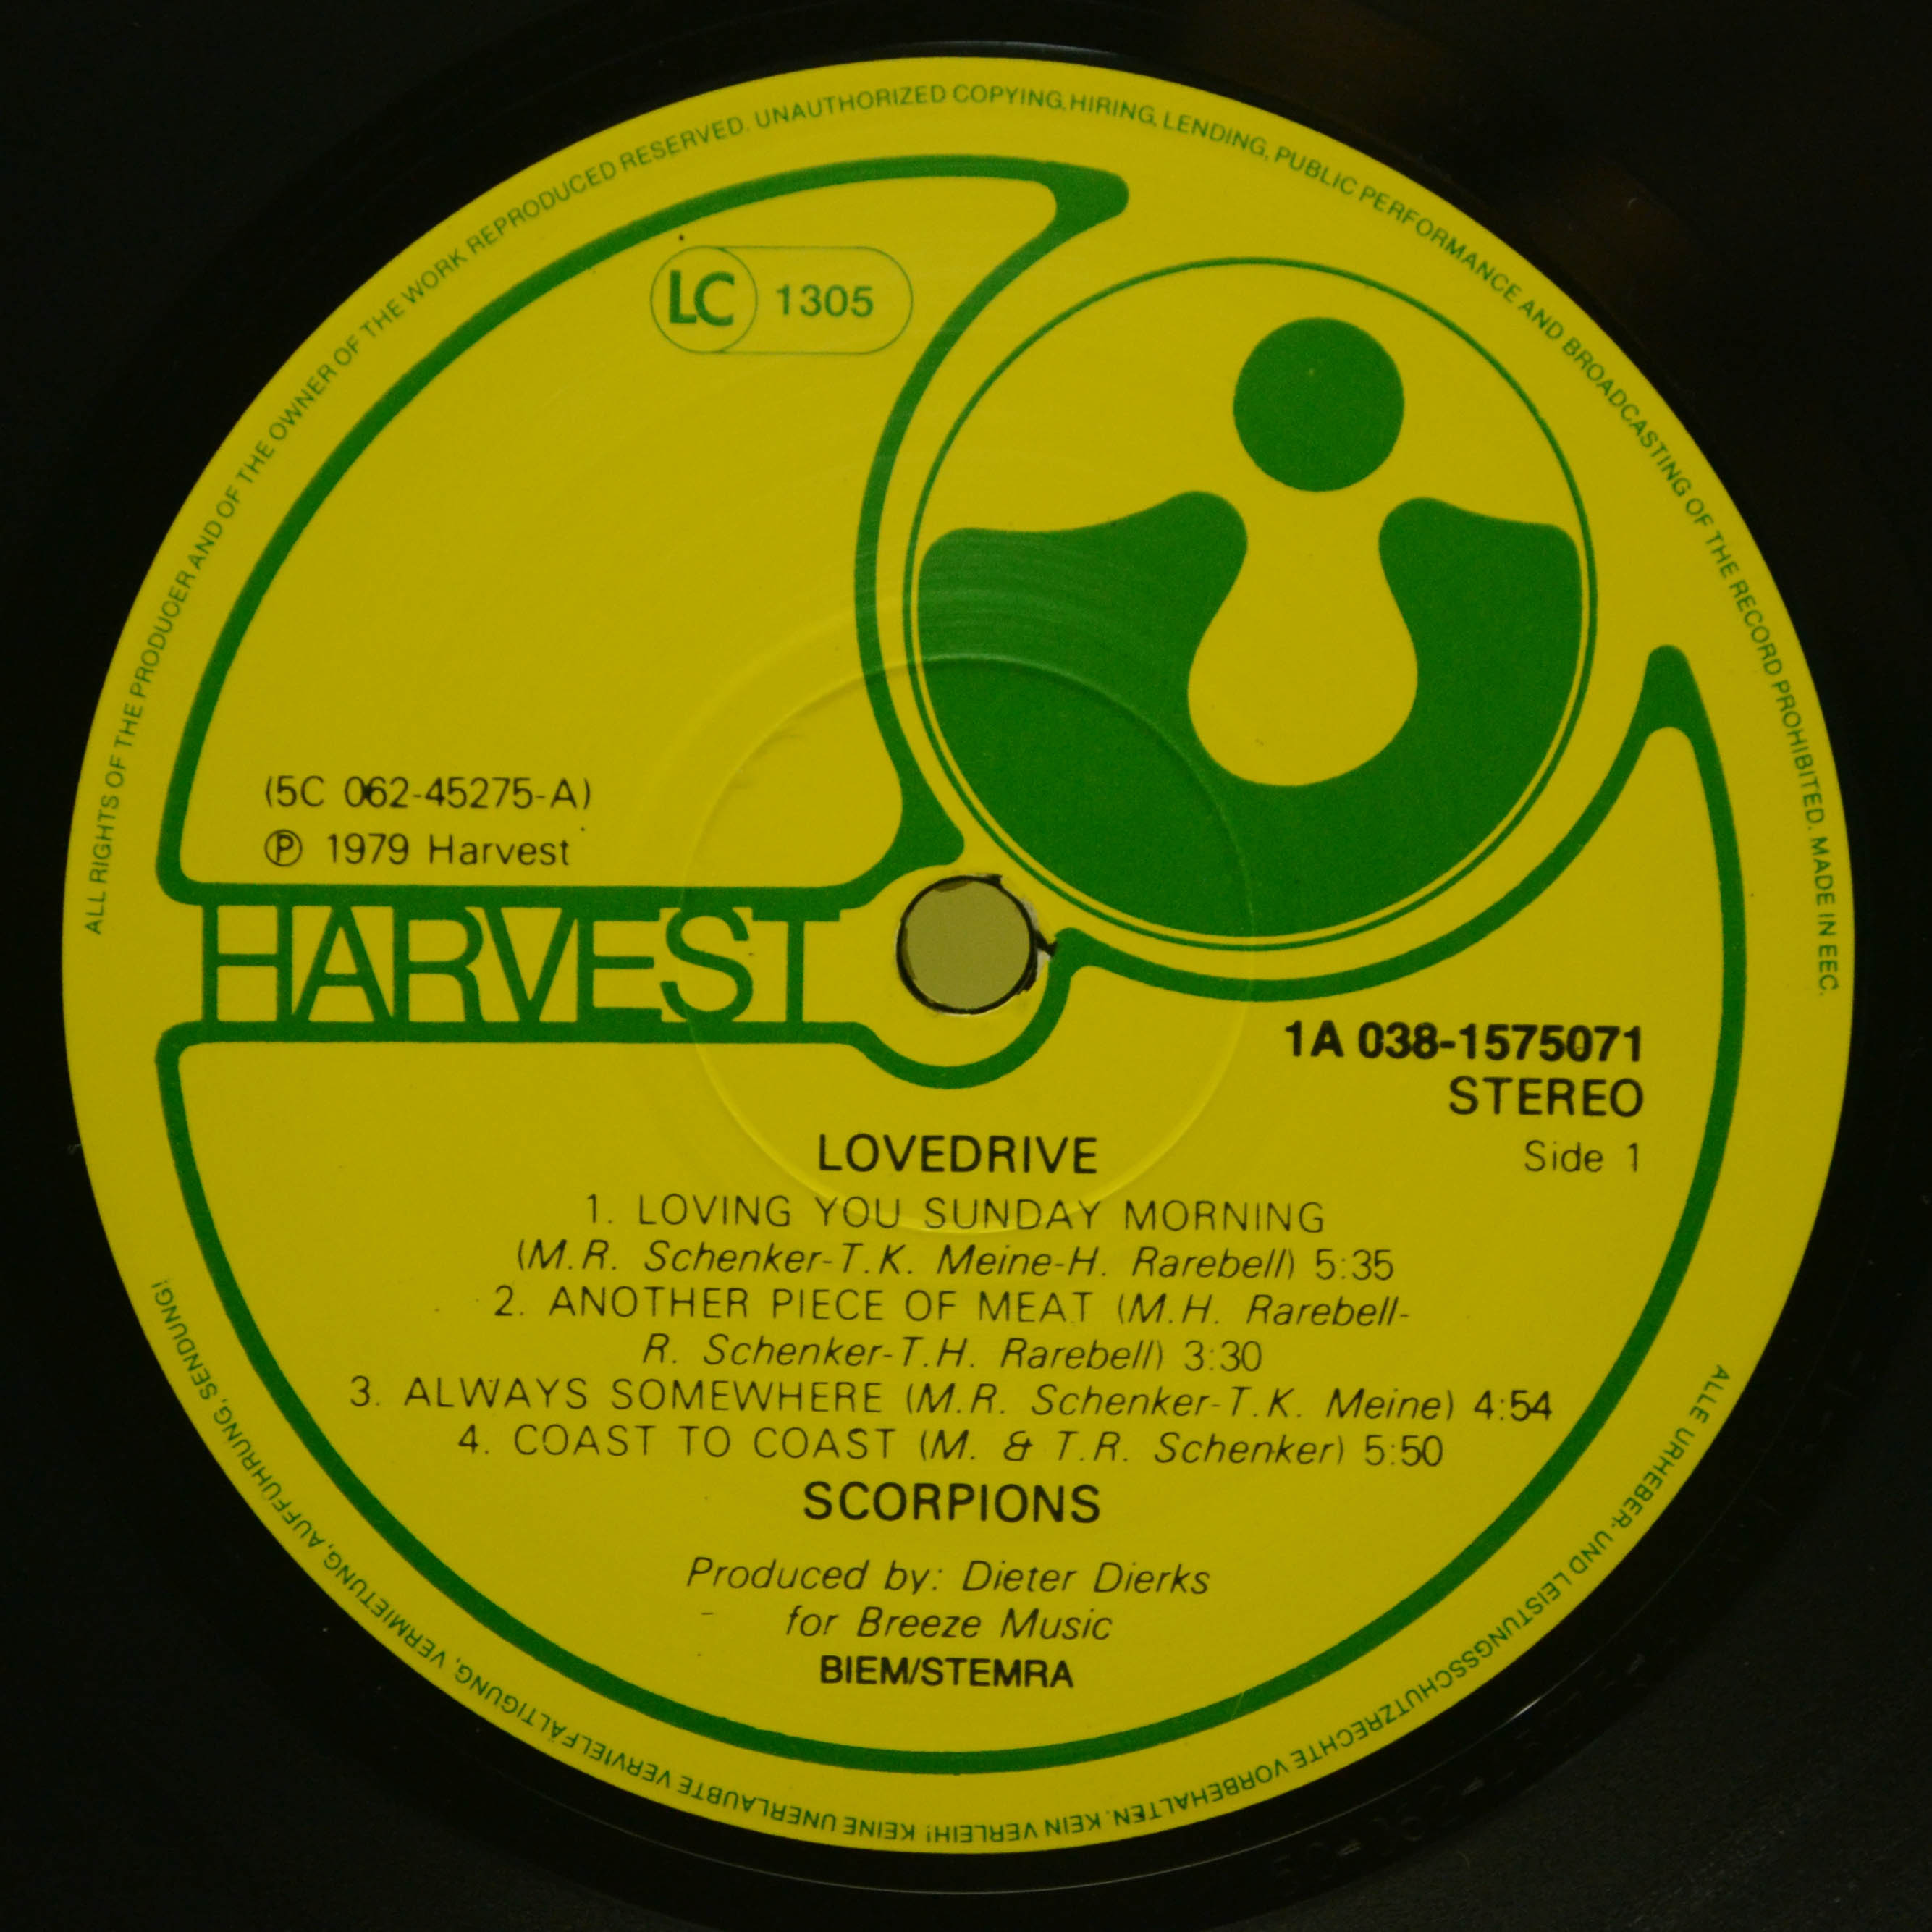 ALL RIGHTS OF THE PRODUCER AND OF THE OWNER OF THE WORK REPRODUCED RESERVED. UNAUTHORIZED COPYING, HIRING, LENDING, PUBLIC PERFORMANCE AND BROADCASTING OF THE RECORD PROHIBITED. MADE IN EEC.
LC 1305
(5C 062-45275-A)
Ⓟ 1979 Harvest
HARVEST
1A 038-1575071
STEREO
Side 1
LOVEDRIVE
1. LOVING YOU SUNDAY MORNING
(M.R. Schenker-T.K. Meine-H. Rarebell) 5:35
2. ANOTHER PIECE OF MEAT (M.H. Rarebell-
R. Schenker-T.H. Rarebell) 3:30
3. ALWAYS SOMEWHERE (M.R. Schenker-T.K. Meine) 4:54
4. COAST TO COAST (M. & T.R. Schenker) 5:50
SCORPIONS
Produced by: Dieter Dierks
for Breeze Music
BIEM/STEMRA
ALLE URHEBER- UND LEISTUNGSSCHUTZRECHTE VORBEHALTEN. KEIN VERLEIH! KEINE UNERLAUBTE VERVIELFÄLTIGUNG, VERMIETUNG, AUFFUHRUNG, SENDUNG!